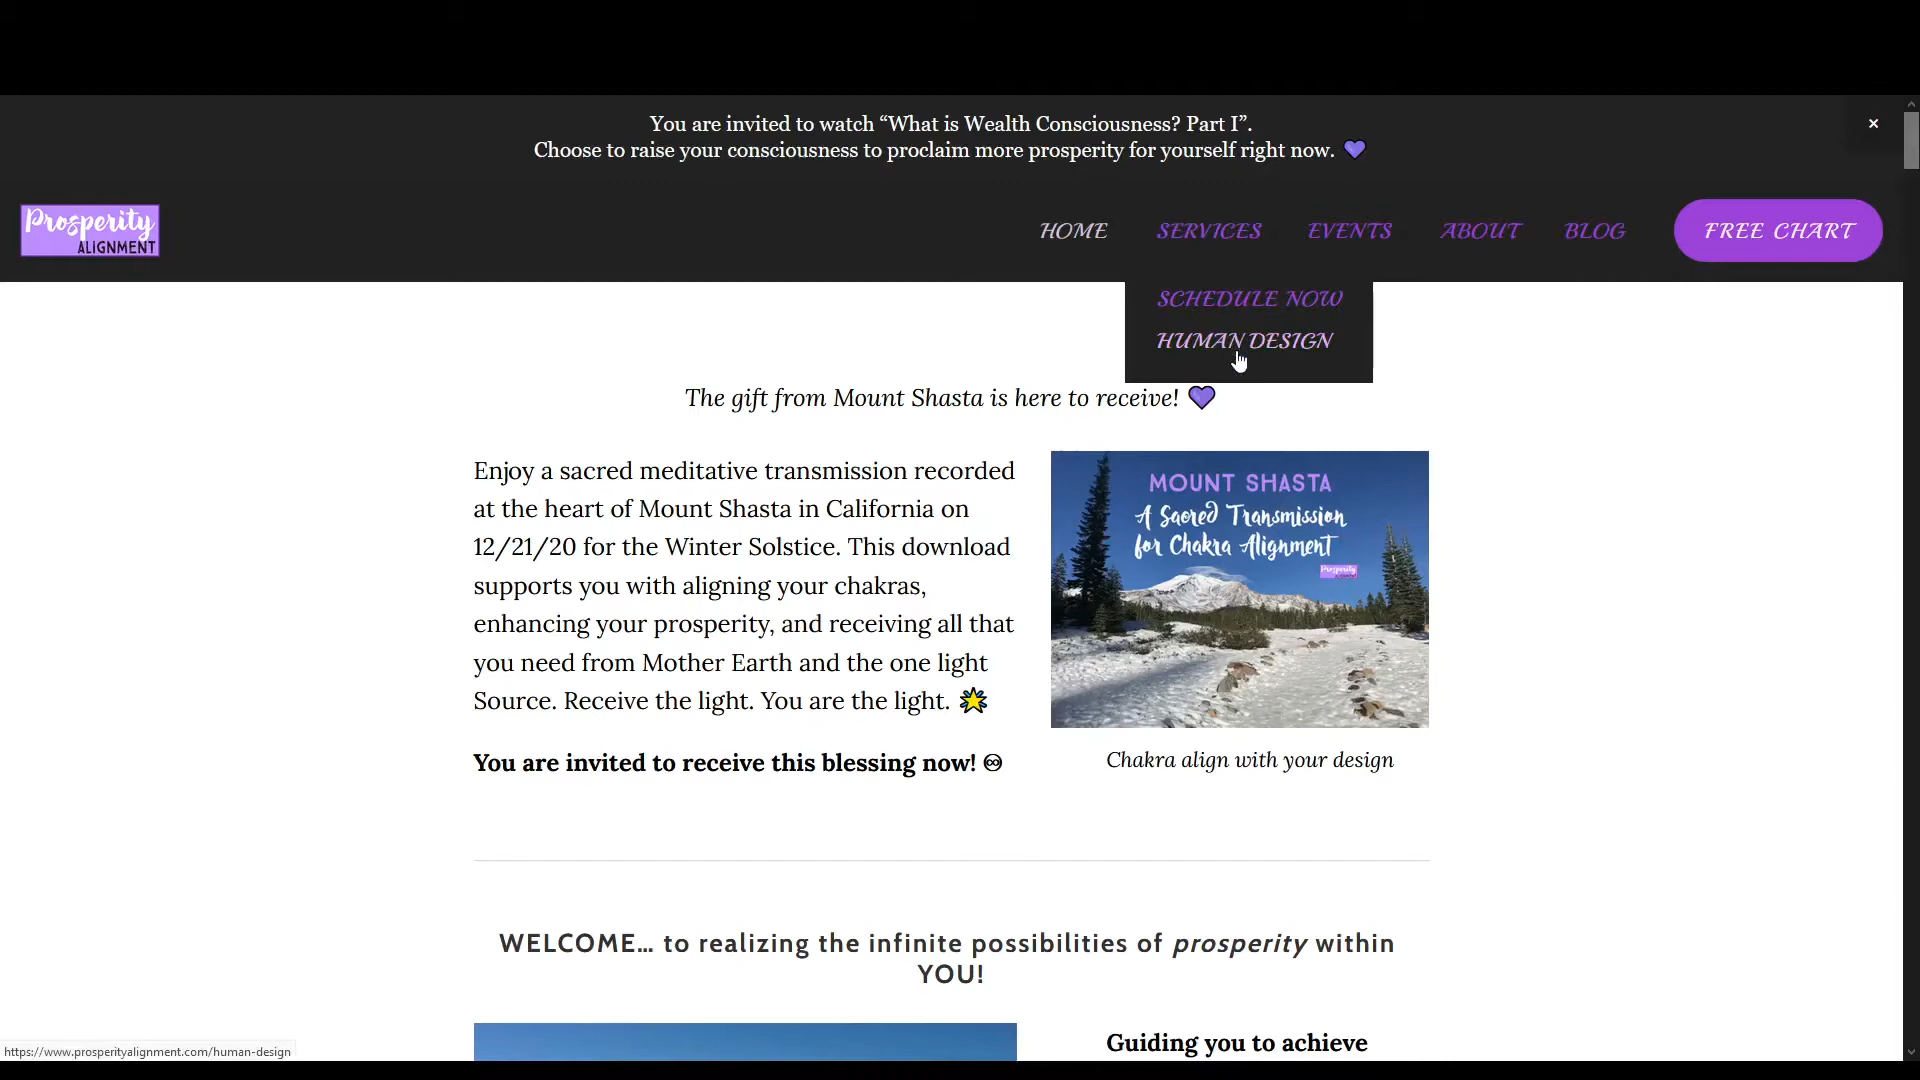 You are invited to watch “What is Wealth Consciousness? Part I”.
Choose to raise your consciousness to proclaim more prosperity for yourself right now. 💜
×
Prosperity
ALIGNMENT
HOME
SERVICES
EVENTS
ABOUT
BLOG
FREE CHART
SCHEDULE NOW
HUMAN DESIGN
The gift from Mount Shasta is here to receive! 💜
Enjoy a sacred meditative transmission recorded
at the heart of Mount Shasta in California on
12/21/20 for the Winter Solstice. This download
supports you with aligning your chakras,
enhancing your prosperity, and receiving all that
you need from Mother Earth and the one light
Source. Receive the light. You are the light. 🌟
You are invited to receive this blessing now! ♾
MOUNT SHASTA
A Sacred Transmission
for Chakra Alignment
Prosperity
Chakra align with your design
WELCOME… to realizing the infinite possibilities of prosperity within
YOU!
Guiding you to achieve
https://www.prosperityalignment.com/human-design